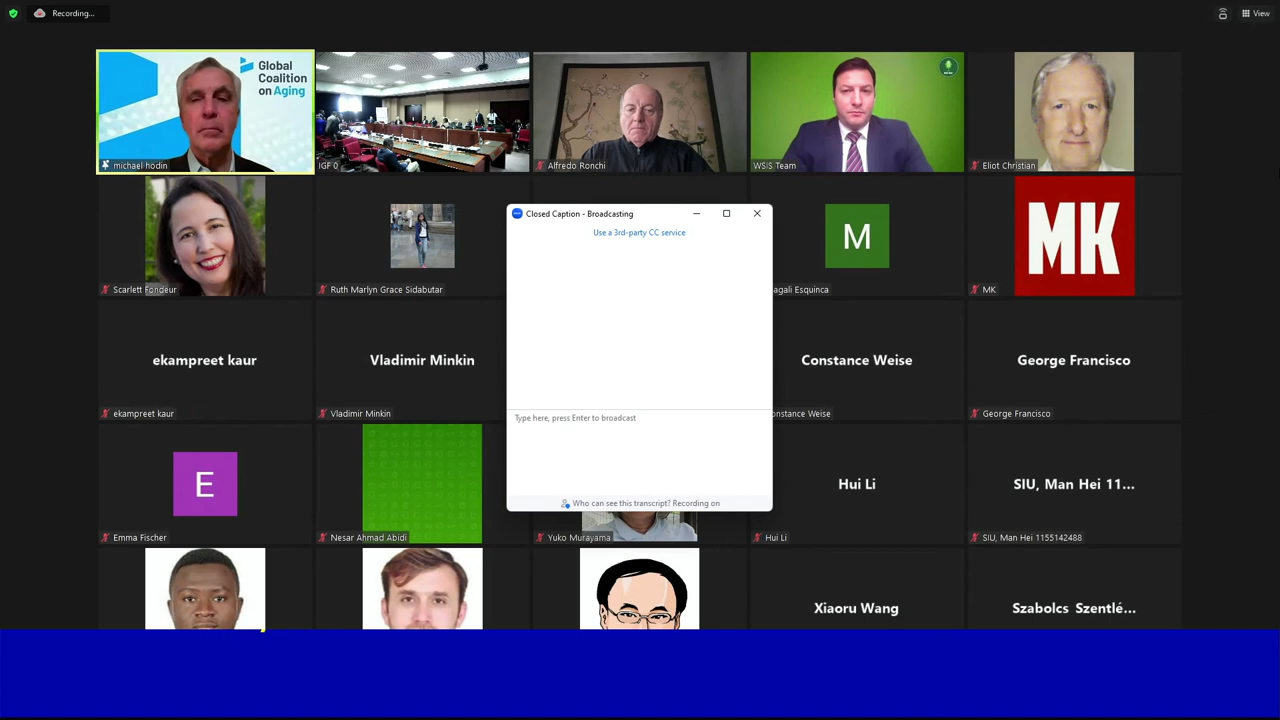 Recording...
View
Global
Coalition
on Aging
michael hodin
IGF 0
Alfredo Ronchi
WSIS Team
Eliot Christian
Closed Caption - Broadcasting
Use a 3rd-party CC service
M
MK
Scarlett Fondeur
Ruth Marlyn Grace Sidabutar
agali Esquinca
MK
ekampreet kaur
Vladimir Minkin
Constance Weise
George Francisco
ekampreet kaur
Vladimir Minkin
onstance Weise
George Francisco
Type here, press Enter to broadcast
E
Hui Li
SIU, Man Hei 11...
Who can see this transcript? Recording on
Emma Fischer
Nesar Ahmad Abidi
Yuko Murayama
Hui Li
SIU, Man Hei 1155142488
Xiaoru Wang
Szabolcs Szentlé...